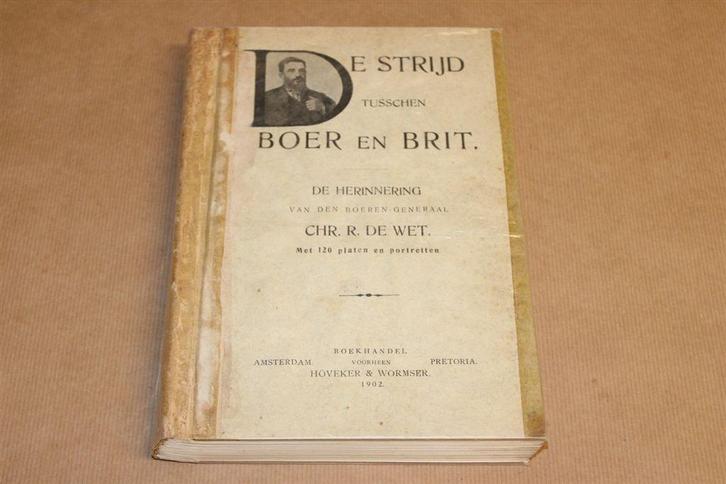 DE STRIJD
TUSSCHEN
BOER EN BRIT.
DE HERINNERING
VAN DEN BOEREN-GENERAAL
CHR. R. DE WET.
Met 120 platen en portretten
BOEKHANDEL
AMSTERDAM. VOORHEEN PRETORIA.
HÖVEKER & WORMSER.
1902.